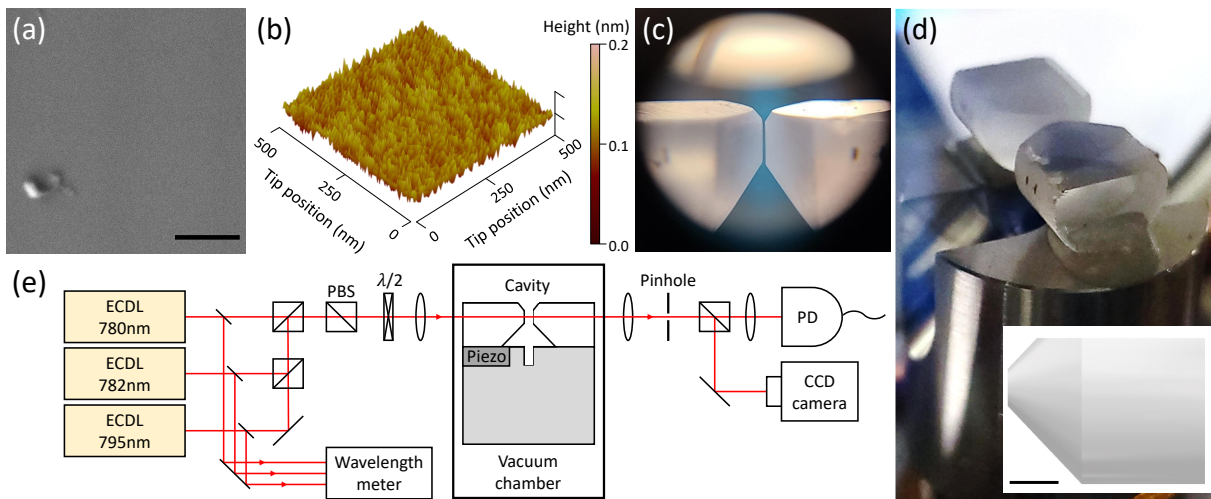 (a)
(b)
Height (nm)
0.2
0.1
0.0
500
250
0
Tip position (nm)
0
250
500
Tip position (nm)
(c)
(d)
(e)
ECDL
780nm
ECDL
782nm
ECDL
795nm
PBS
λ/2
Cavity
Piezo
Vacuum
chamber
Wavelength
meter
Pinhole
PD
CCD
camera